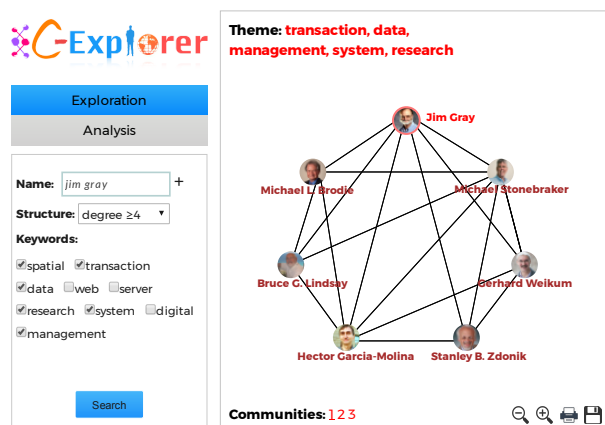 C-Explorer
Exploration
Analysis
Name: jim gray +
Structure: degree ≥4
Keywords:
spatial transaction
data web server
research system digital
management
Search
Theme: transaction, data,
management, system, research
Jim Gray
Michael L. Brodie
Michael Stonebraker
Bruce G. Lindsay
Gerhard Weikum
Hector Garcia-Molina
Stanley B. Zdonik
Communities: 1 2 3